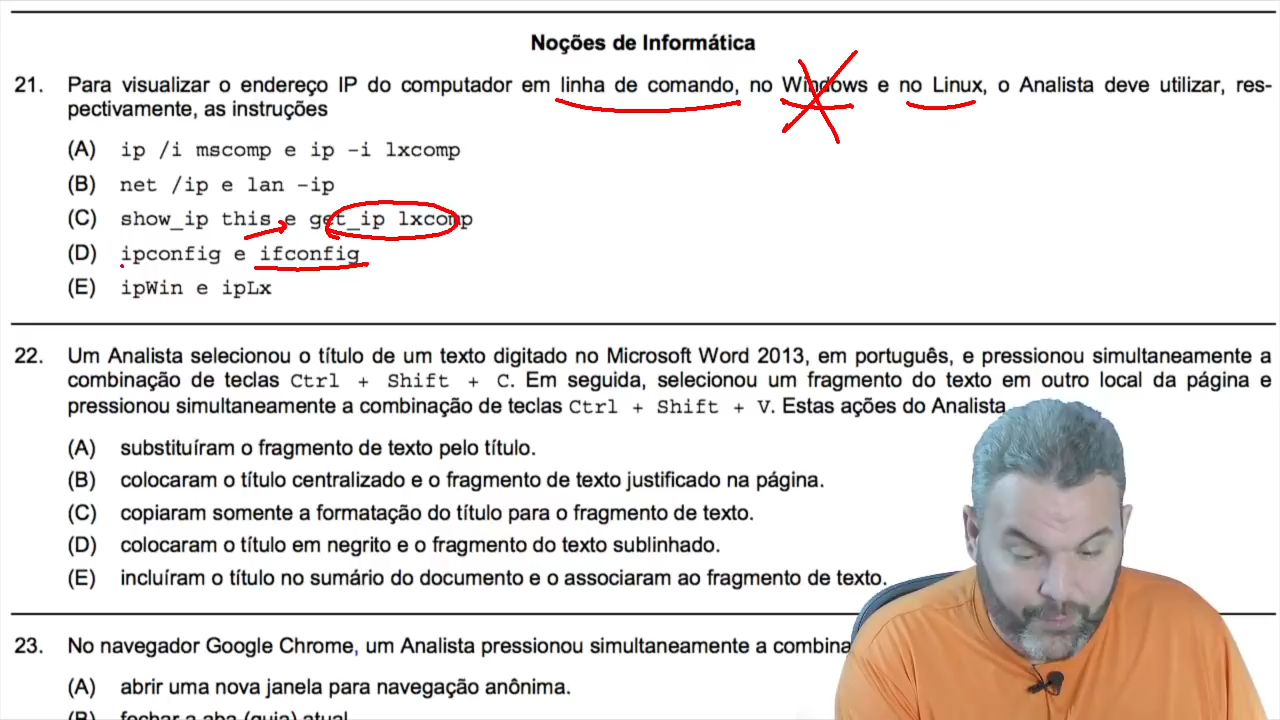 Noções de Informática
21. Para visualizar o endereço IP do computador em linha de comando, no Windows e no Linux, o Analista deve utilizar, res-
pectivamente, as instruções
(A) ip /i mscomp e ip -i lxcomp
(B) net /ip e lan -ip
(C) show_ip this e get_ip lxcomp
(D) ipconfig e ifconfig
(E) ipWin e ipLx
22. Um Analista selecionou o título de um texto digitado no Microsoft Word 2013, em português, e pressionou simultaneamente a
combinação de teclas Ctrl + Shift + C. Em seguida, selecionou um fragmento do texto em outro local da página e
pressionou simultaneamente a combinação de teclas Ctrl + Shift + V. Estas ações do Analista
(A) substituíram o fragmento de texto pelo título.
(B) colocaram o título centralizado e o fragmento de texto justificado na página.
(C) copiaram somente a formatação do título para o fragmento de texto.
(D) colocaram o título em negrito e o fragmento do texto sublinhado.
(E) incluíram o título no sumário do documento e o associaram ao fragmento de texto.
23. No navegador Google Chrome, um Analista pressionou simultaneamente a combina
(A) abrir uma nova janela para navegação anônima.
(B) fechar a aba (guia) atual